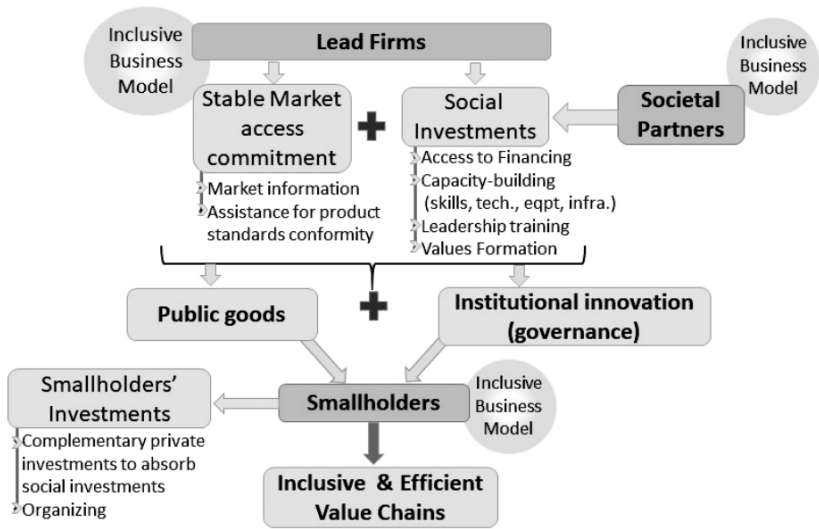 Inclusive
Business
Model
Lead Firms
Inclusive
Business
Model
Stable Market
access
commitment
Social
Investments
Societal
Partners
Market information
Assistance for product
standards conformity
Access to Financing
Capacity-building
(skills, tech., eqpt, infra.)
Leadership training
Values Formation
Public goods
Institutional innovation
(governance)
Smallholders’
Investments
Smallholders
Inclusive
Business
Model
Complementary private
investments to absorb
social investments
Organizing
Inclusive & Efficient
Value Chains